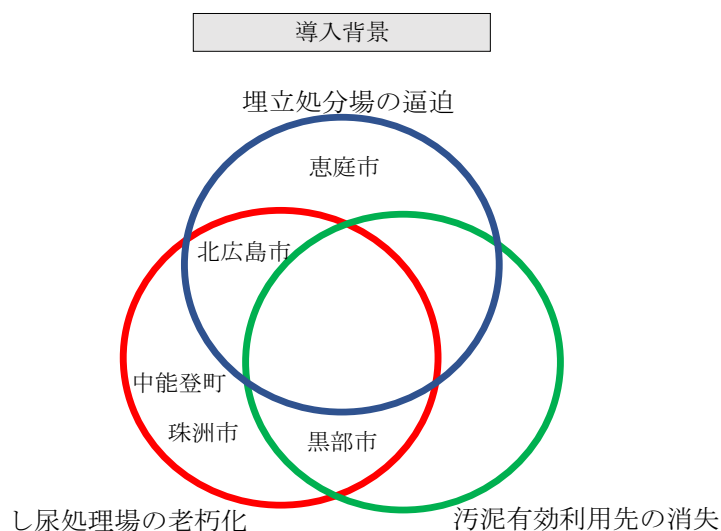 導入背景
埋立処分場の逼迫
恵庭市
北広島市
中能登町
珠洲市
黒部市
し尿処理場の老朽化
汚泥有効利用先の消失